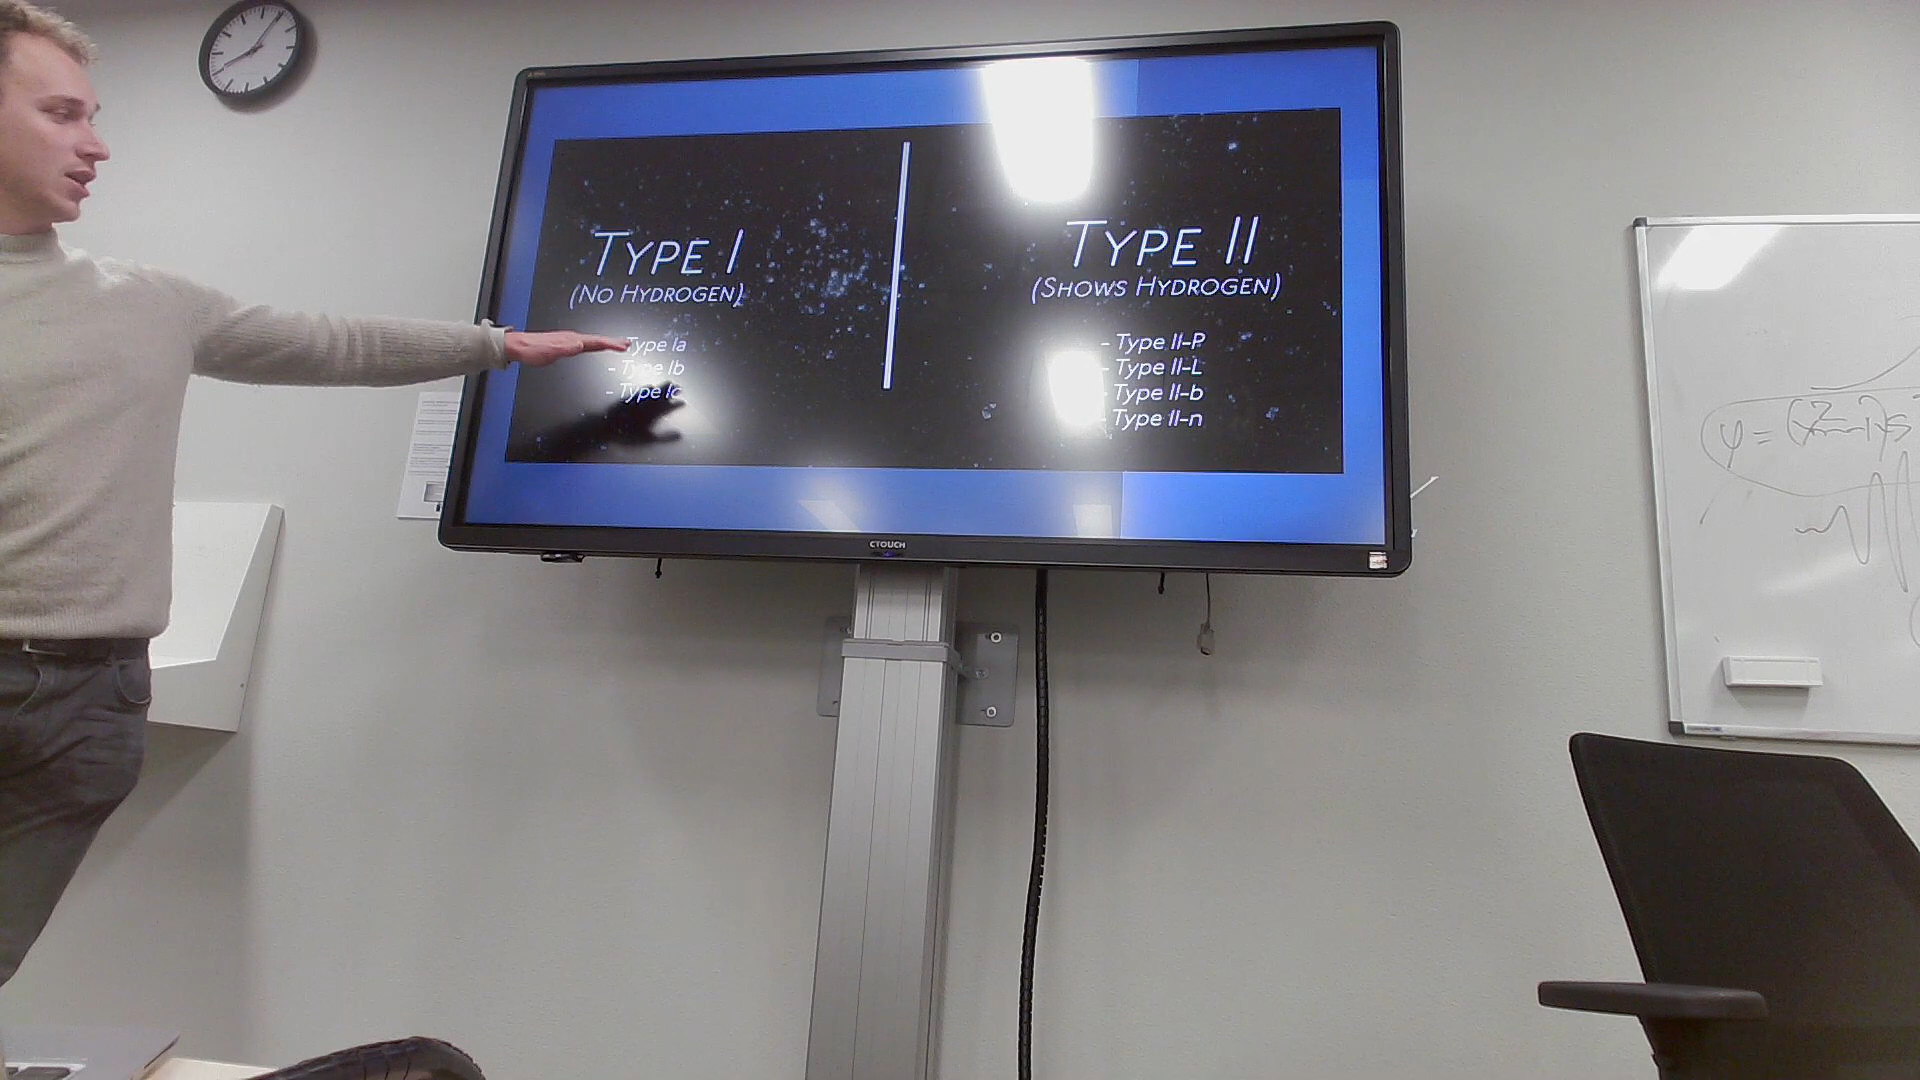 TYPE I
(NO HYDROGEN)
- Type Ia
- Type Ib
- Type Ic
TYPE II
(SHOWS HYDROGEN)
- Type II-P
- Type II-L
- Type II-b
- Type II-n
CTOUCH